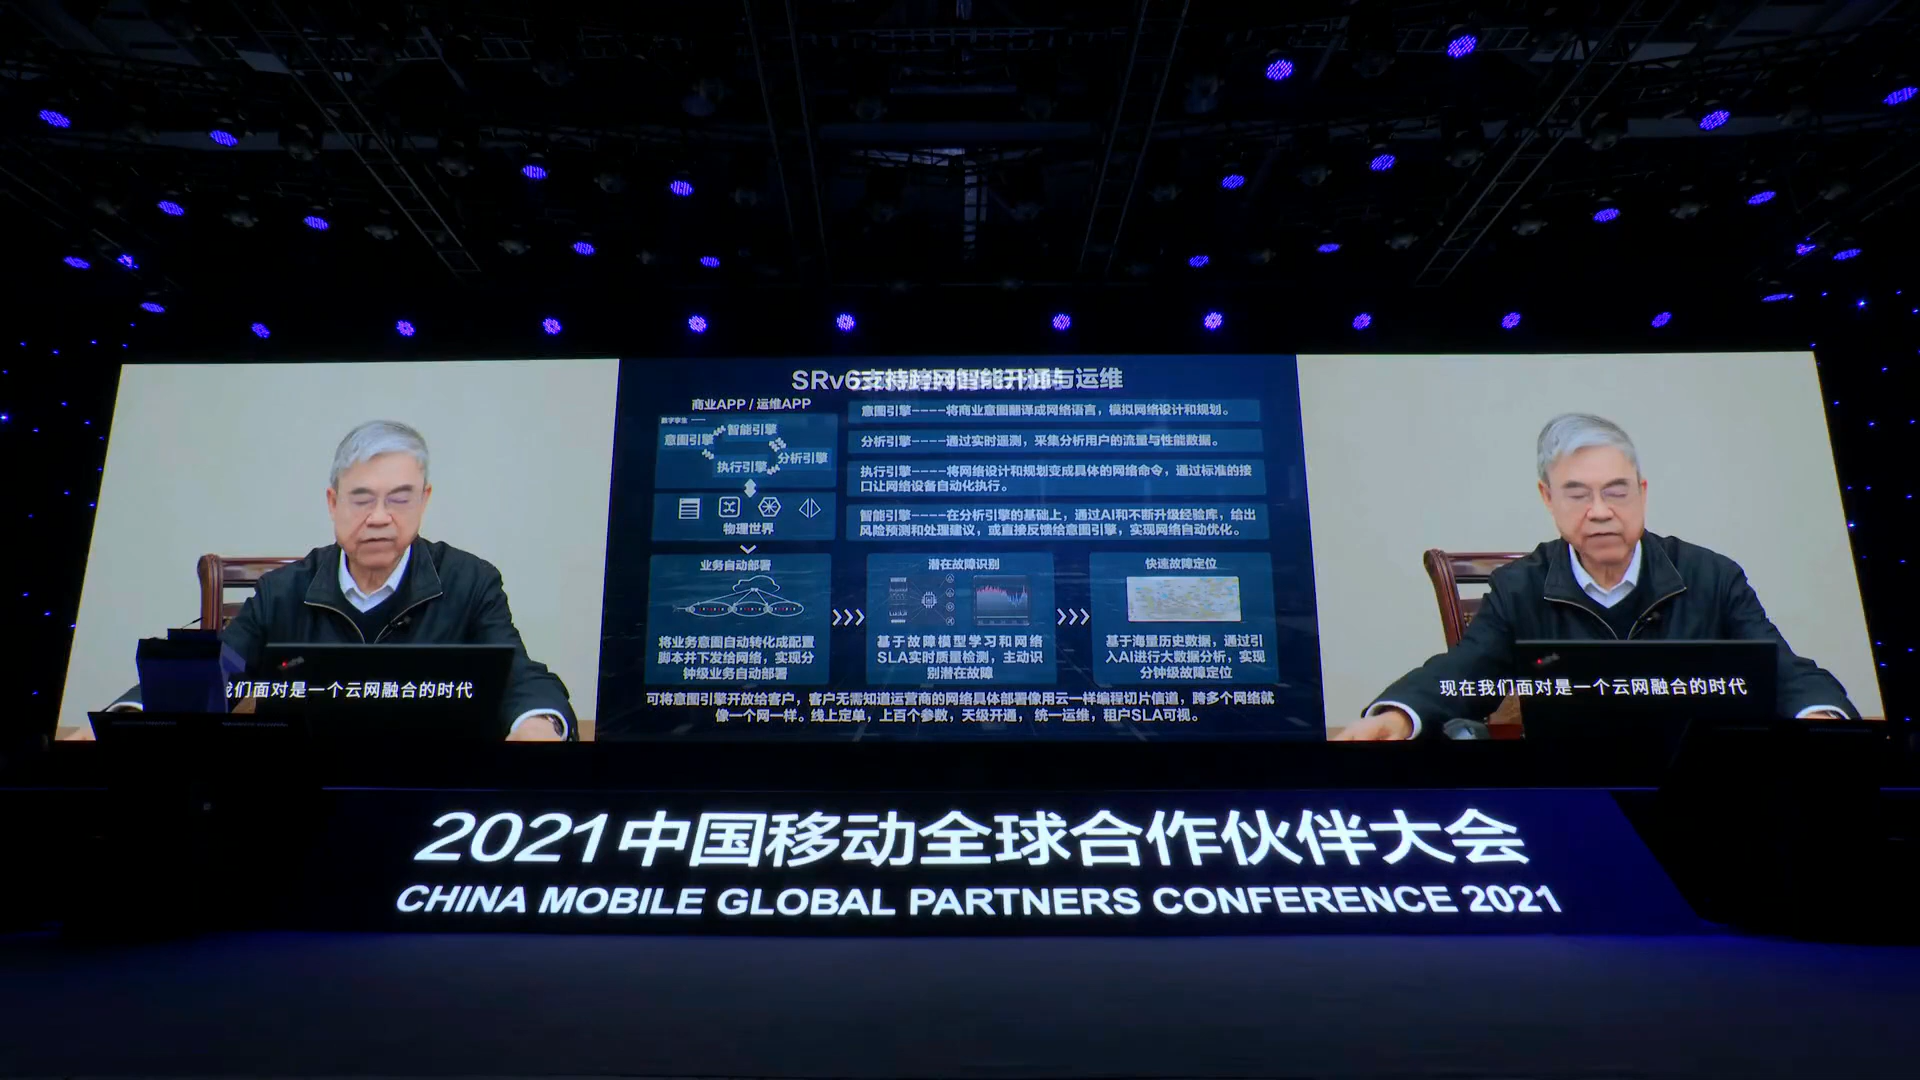 SRv6支持跨网智能开通与运维
商业APP / 运维APP
数字孪生
智能引擎
意图引擎
分析引擎
执行引擎
物理世界
意图引擎----将商业意图翻译成网络语言，模拟网络设计和规划。
分析引擎----通过实时遥测，采集分析用户的流量与性能数据。
执行引擎----将网络设计和规划变成具体的网络命令，通过标准的接
口让网络设备自动化执行。
智能引擎----在分析引擎的基础上，通过AI和不断升级经验库，给出
风险预测和处理建议，或直接反馈给意图引擎，实现网络自动优化。
业务自动部署
将业务意图自动转化成配置
脚本并下发给网络，实现分
钟级业务自动部署
潜在故障识别
基于故障模型学习和网络
SLA实时质量检测，主动识
别潜在故障
快速故障定位
基于海量历史数据，通过引
入AI进行大数据分析，实现
分钟级故障定位
可将意图引擎开放给客户，客户无需知道运营商的网络具体部署像用云一样编程切片信道，跨多个网络就
像一个网一样。线上定单，上百个参数，天级开通， 统一运维，租户SLA可视。
我们面对是一个云网融合的时代
现在我们面对是一个云网融合的时代
2021中国移动全球合作伙伴大会
CHINA MOBILE GLOBAL PARTNERS CONFERENCE 2021